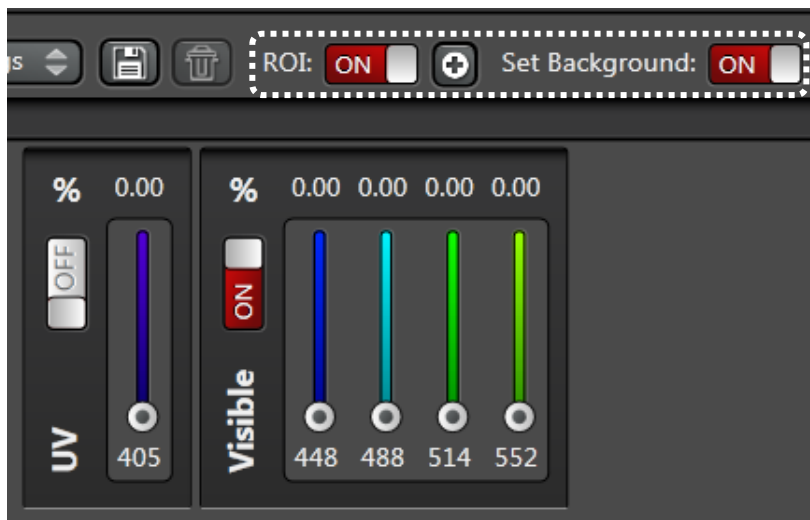 gs ROI: ON Set Background: ON
% 0.00 % 0.00 0.00 0.00 0.00
OFF ON
UV Visible
405 448 488 514 552